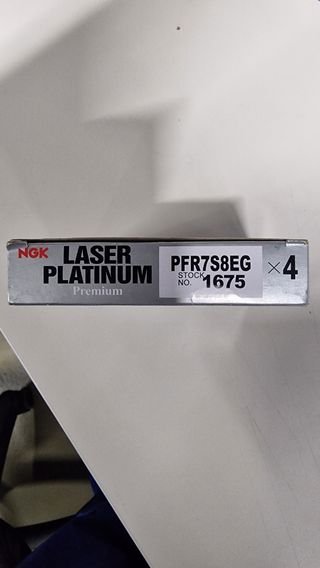 NGK LASER
PLATINUM
Premium
PFR7S8EG
STOCK NO. 1675
×4